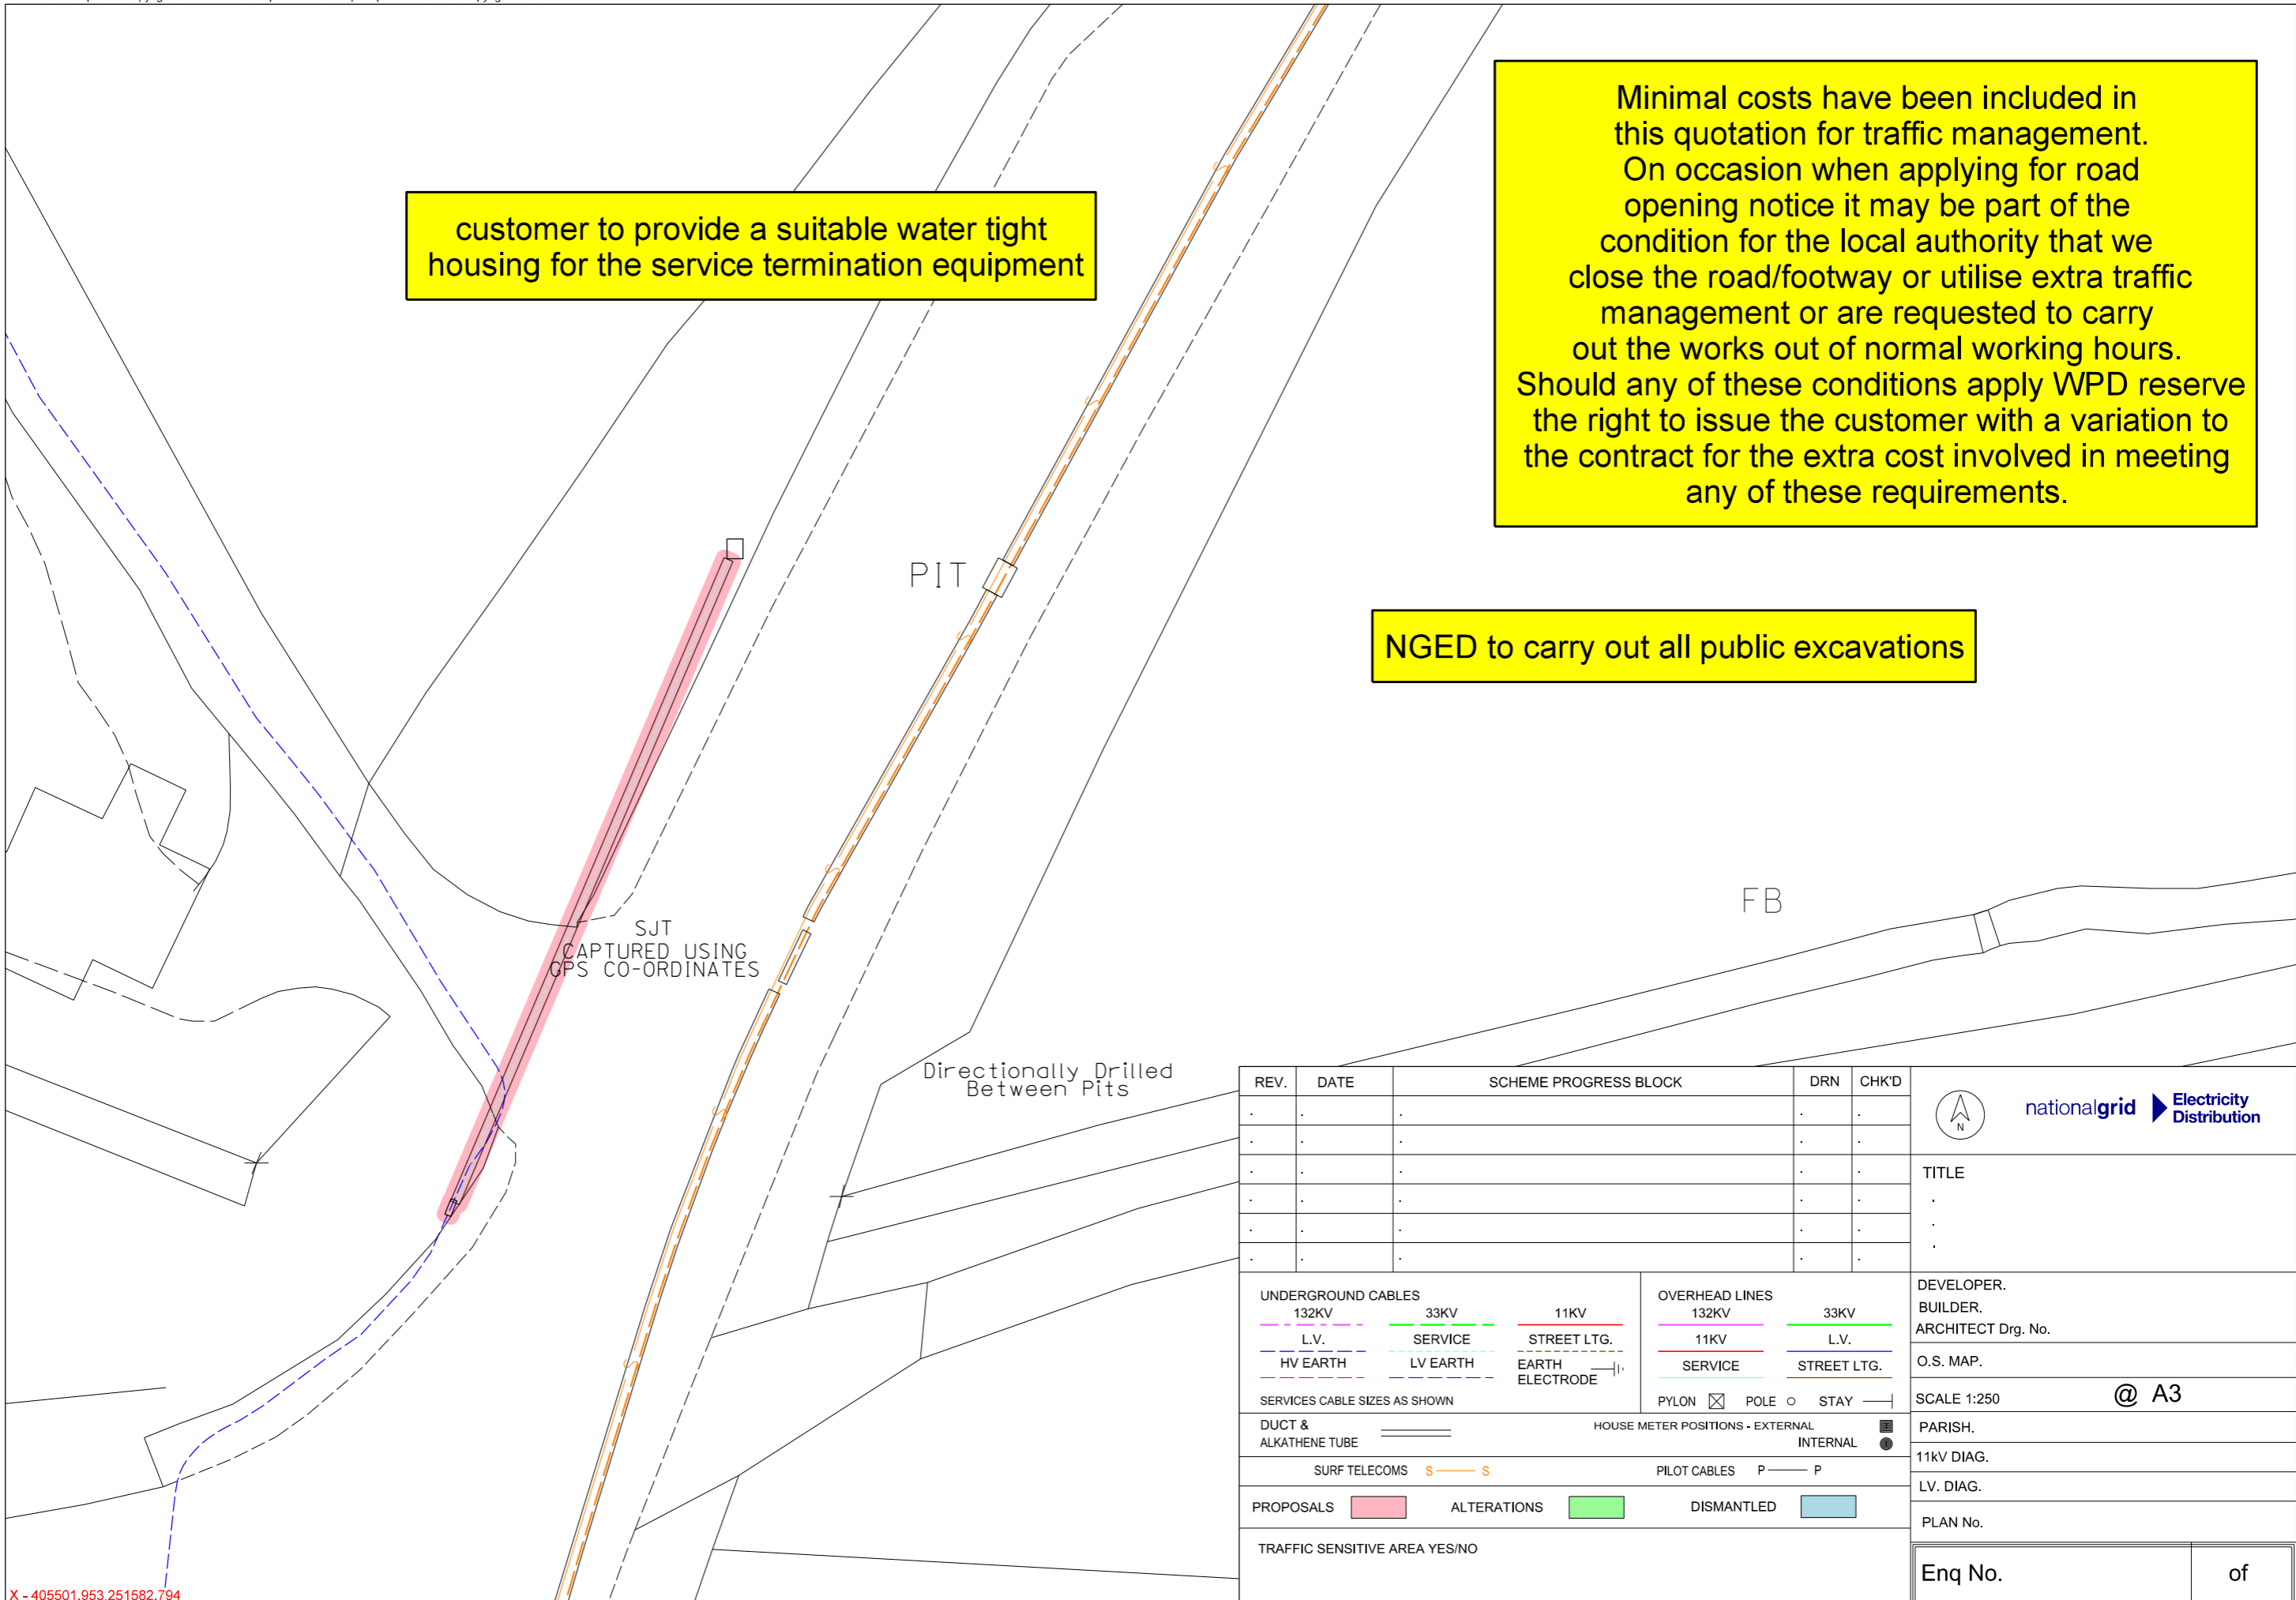 customer to provide a suitable water tight
housing for the service termination equipment
Minimal costs have been included in
this quotation for traffic management.
On occasion when applying for road
opening notice it may be part of the
condition for the local authority that we
close the road/footway or utilise extra traffic
management or are requested to carry
out the works out of normal working hours.
Should any of these conditions apply WPD reserve
the right to issue the customer with a variation to
the contract for the extra cost involved in meeting
any of these requirements.
PIT
NGED to carry out all public excavations
FB
SJT
CAPTURED USING
GPS CO-ORDINATES
Directionally Drilled
Between Pits
S
S
S
S
S
S
REV. DATE SCHEME PROGRESS BLOCK DRN CHK'D
N
nationalgrid Electricity
Distribution
TITLE
UNDERGROUND CABLES
132KV 33KV 11KV
L.V. SERVICE STREET LTG.
HV EARTH LV EARTH EARTH
ELECTRODE
SERVICES CABLE SIZES AS SHOWN
OVERHEAD LINES
132KV 33KV
11KV L.V.
SERVICE STREET LTG.
PYLON POLE STAY
DUCT &
ALKATHENE TUBE
HOUSE METER POSITIONS - EXTERNAL
INTERNAL
SURF TELECOMS S S PILOT CABLES P P
PROPOSALS ALTERATIONS DISMANTLED
TRAFFIC SENSITIVE AREA YES/NO
DEVELOPER.
BUILDER.
ARCHITECT Drg. No.
O.S. MAP.
SCALE 1:250 @ A3
PARISH.
11kV DIAG.
LV. DIAG.
PLAN No.
Enq No. of
X - 405501.953,251582.794